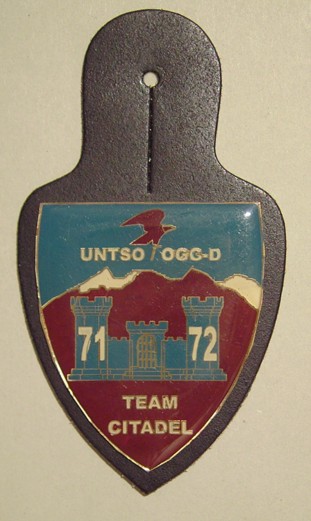 UNTSO OGG-D
71 72
TEAM
CITADEL